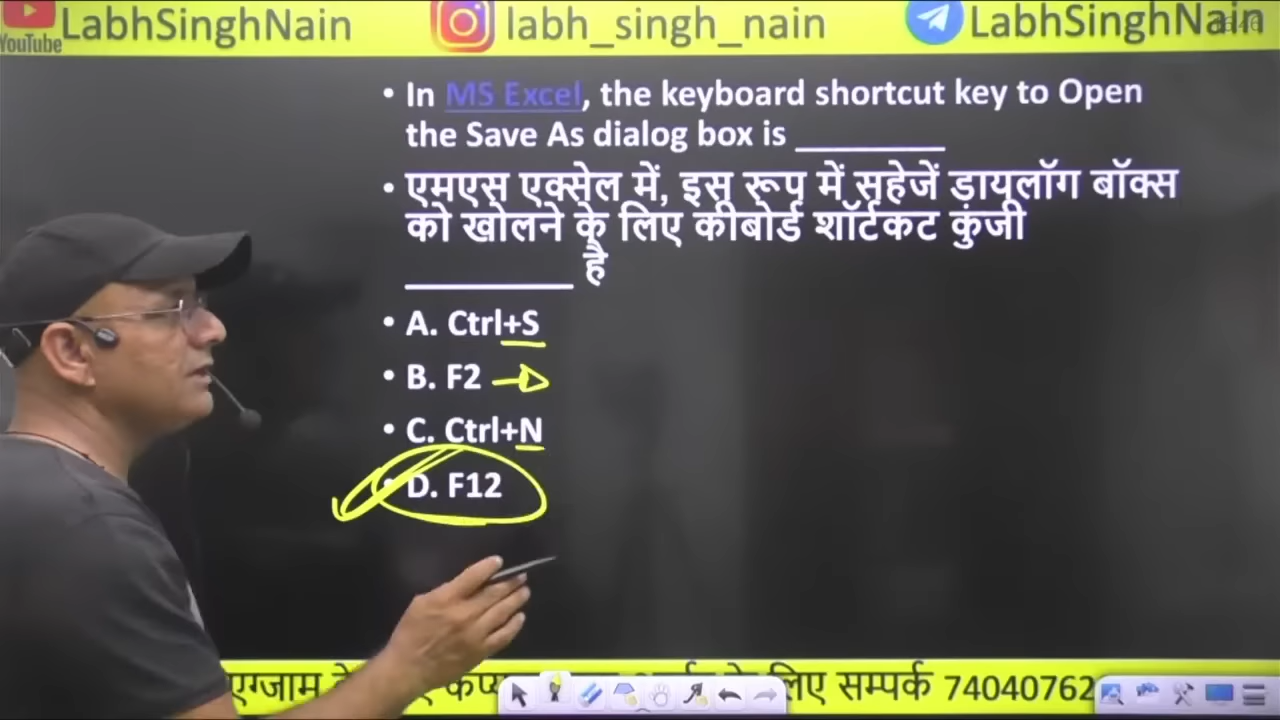 YouTube LabhSinghNain labh_singh_nain LabhSinghNain
• In MS Excel, the keyboard shortcut key to Open
the Save As dialog box is ________
• एमएस एक्सेल में, इस रूप में सहेजें डायलॉग बॉक्स
को खोलने के लिए कीबोर्ड शॉर्टकट कुंजी
________ है
• A. Ctrl+S
• B. F2
• C. Ctrl+N
• D. F12
एग्जाम लिए सम्पर्क 74040762